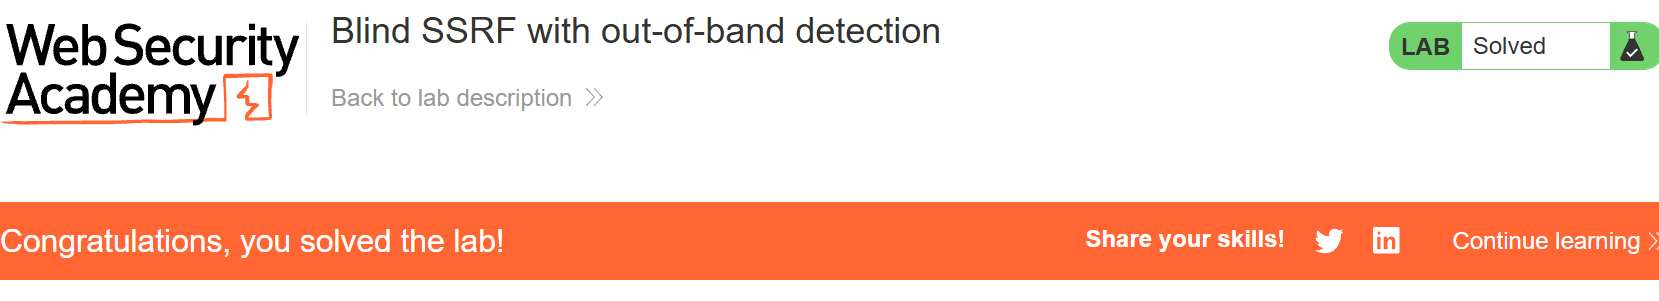 Web Security
Academy
Blind SSRF with out-of-band detection
Back to lab description
LAB Solved
Congratulations, you solved the lab!
Share your skills!
Continue learning